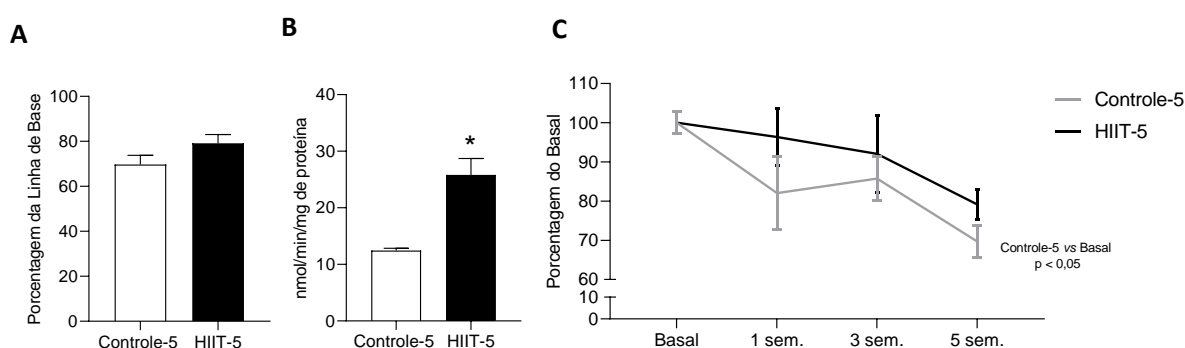 A
Porcentagem da Linha de Base
100
80
60
40
20
0
Controle-5
HIIT-5
B
nmol/min/mg de proteína
40
30
20
10
0
*
Controle-5
HIIT-5
C
Porcentagem do Basal
110
100
90
80
70
60
10
0
Basal
1 sem.
3 sem.
5 sem.
Controle-5
HIIT-5
Controle-5 vs Basal
p < 0,05